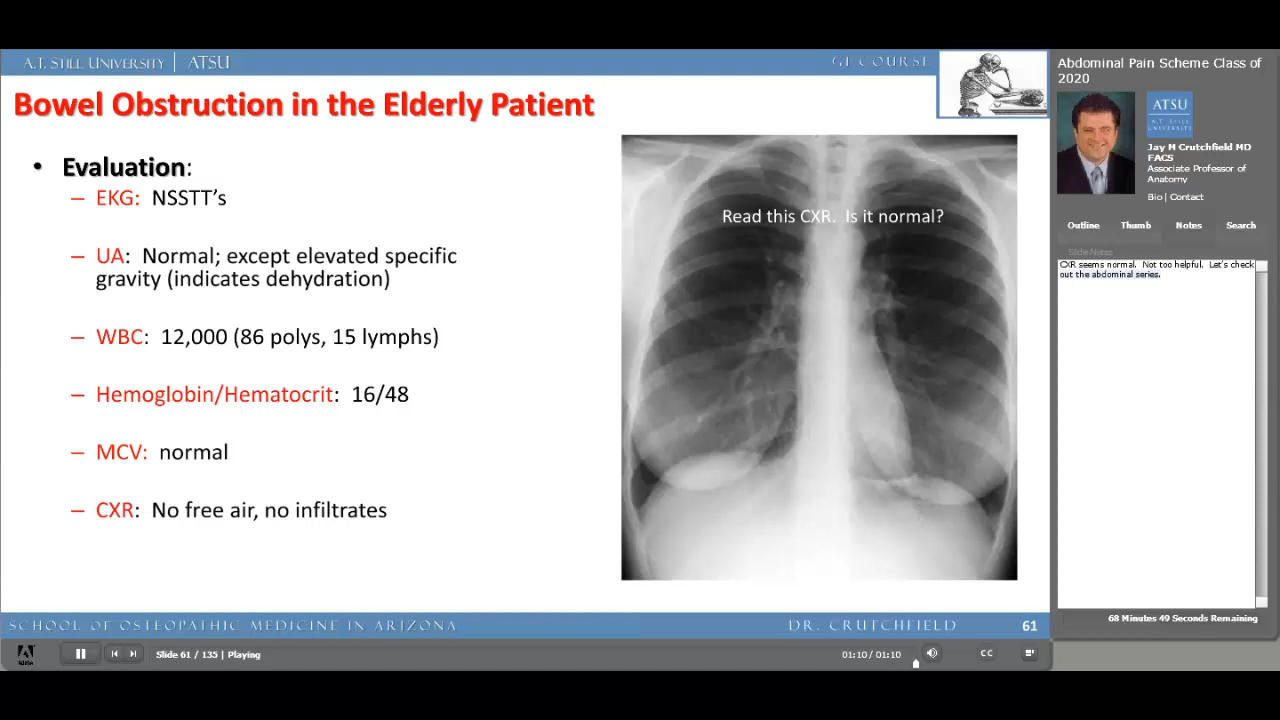 A.T. STILL UNIVERSITY | ATSU
GI COURSE
Bowel Obstruction in the Elderly Patient
• Evaluation:
– EKG: NSSTT's
– UA: Normal; except elevated specific
gravity (indicates dehydration)
– WBC: 12,000 (86 polys, 15 lymphs)
– Hemoglobin/Hematocrit: 16/48
– MCV: normal
– CXR: No free air, no infiltrates
Read this CXR. Is it normal?
SCHOOL OF OSTEOPATHIC MEDICINE IN ARIZONA
DR. CRUTCHFIELD
61
Abdominal Pain Scheme Class of
2020
ATSU
A.T. STILL
UNIVERSITY
Jay M Crutchfield MD
FACS
Associate Professor of
Anatomy
Bio | Contact
Outline
Thumb
Notes
Search
Slide Notes
CXR seems normal. Not too helpful. Let's check
out the abdominal series.
68 Minutes 49 Seconds Remaining
Slide 61 / 135 | Playing
01:10 / 01:10
CC